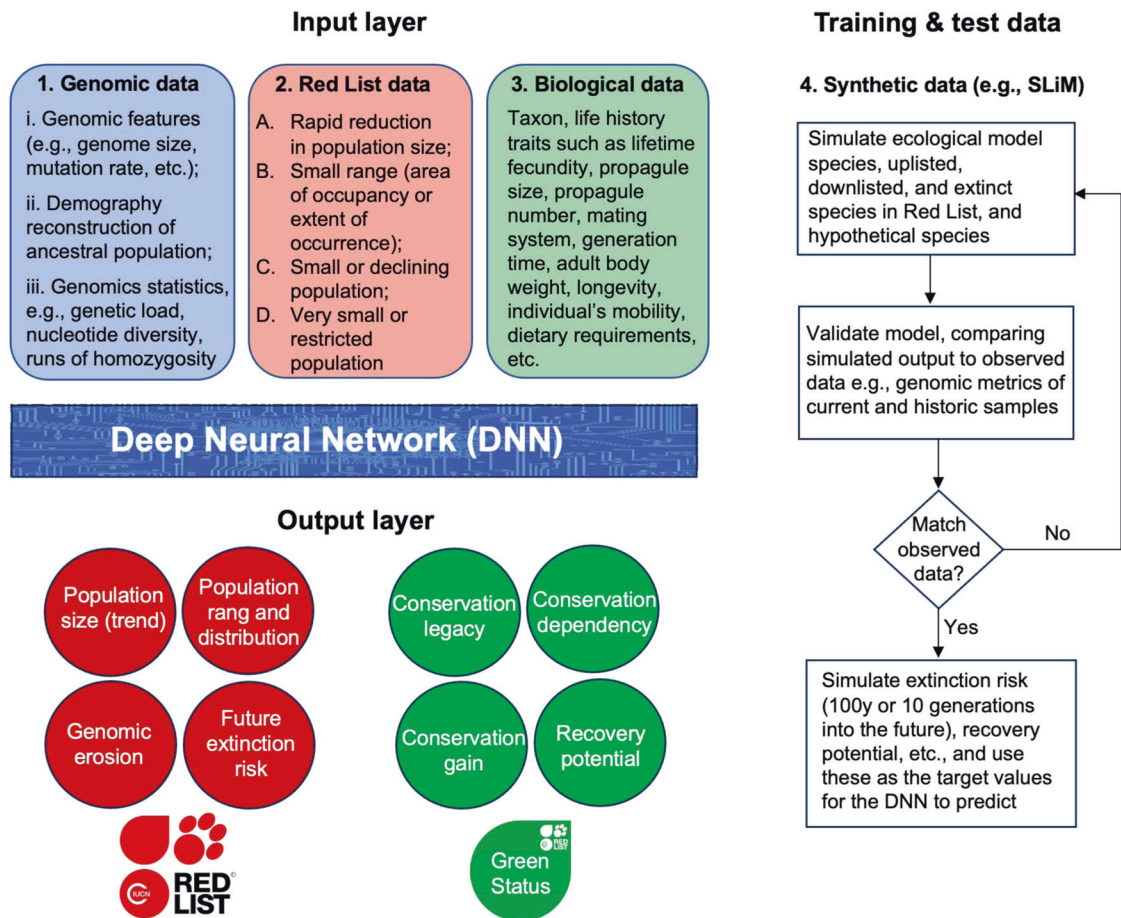 Input layer
1. Genomic data
i. Genomic features
(e.g., genome size,
mutation rate, etc.);
ii. Demography
reconstruction of
ancestral population;
iii. Genomics statistics,
e.g., genetic load,
nucleotide diversity,
runs of homozygosity
2. Red List data
A. Rapid reduction
in population size;
B. Small range (area
of occupancy or
extent of
occurrence);
C. Small or declining
population;
D. Very small or
restricted
population
3. Biological data
Taxon, life history
traits such as lifetime
fecundity, propagule
size, propagule
number, mating
system, generation
time, adult body
weight, longevity,
individual's mobility,
dietary requirements,
etc.
Deep Neural Network (DNN)
Output layer
Population
size (trend)
Population
rang and
distribution
Genomic
erosion
Future
extinction
risk
Conservation
legacy
Conservation
dependency
Conservation
gain
Recovery
potential
IUCN
RED
LIST
©
RED
LIST
Green
Status
Training & test data
4. Synthetic data (e.g., SLiM)
Simulate ecological model
species, uplisted,
downlisted, and extinct
species in Red List, and
hypothetical species
Validate model, comparing
simulated output to observed
data e.g., genomic metrics of
current and historic samples
Match
observed
data?
No
Yes
Simulate extinction risk
(100y or 10 generations
into the future), recovery
potential, etc., and use
these as the target values
for the DNN to predict